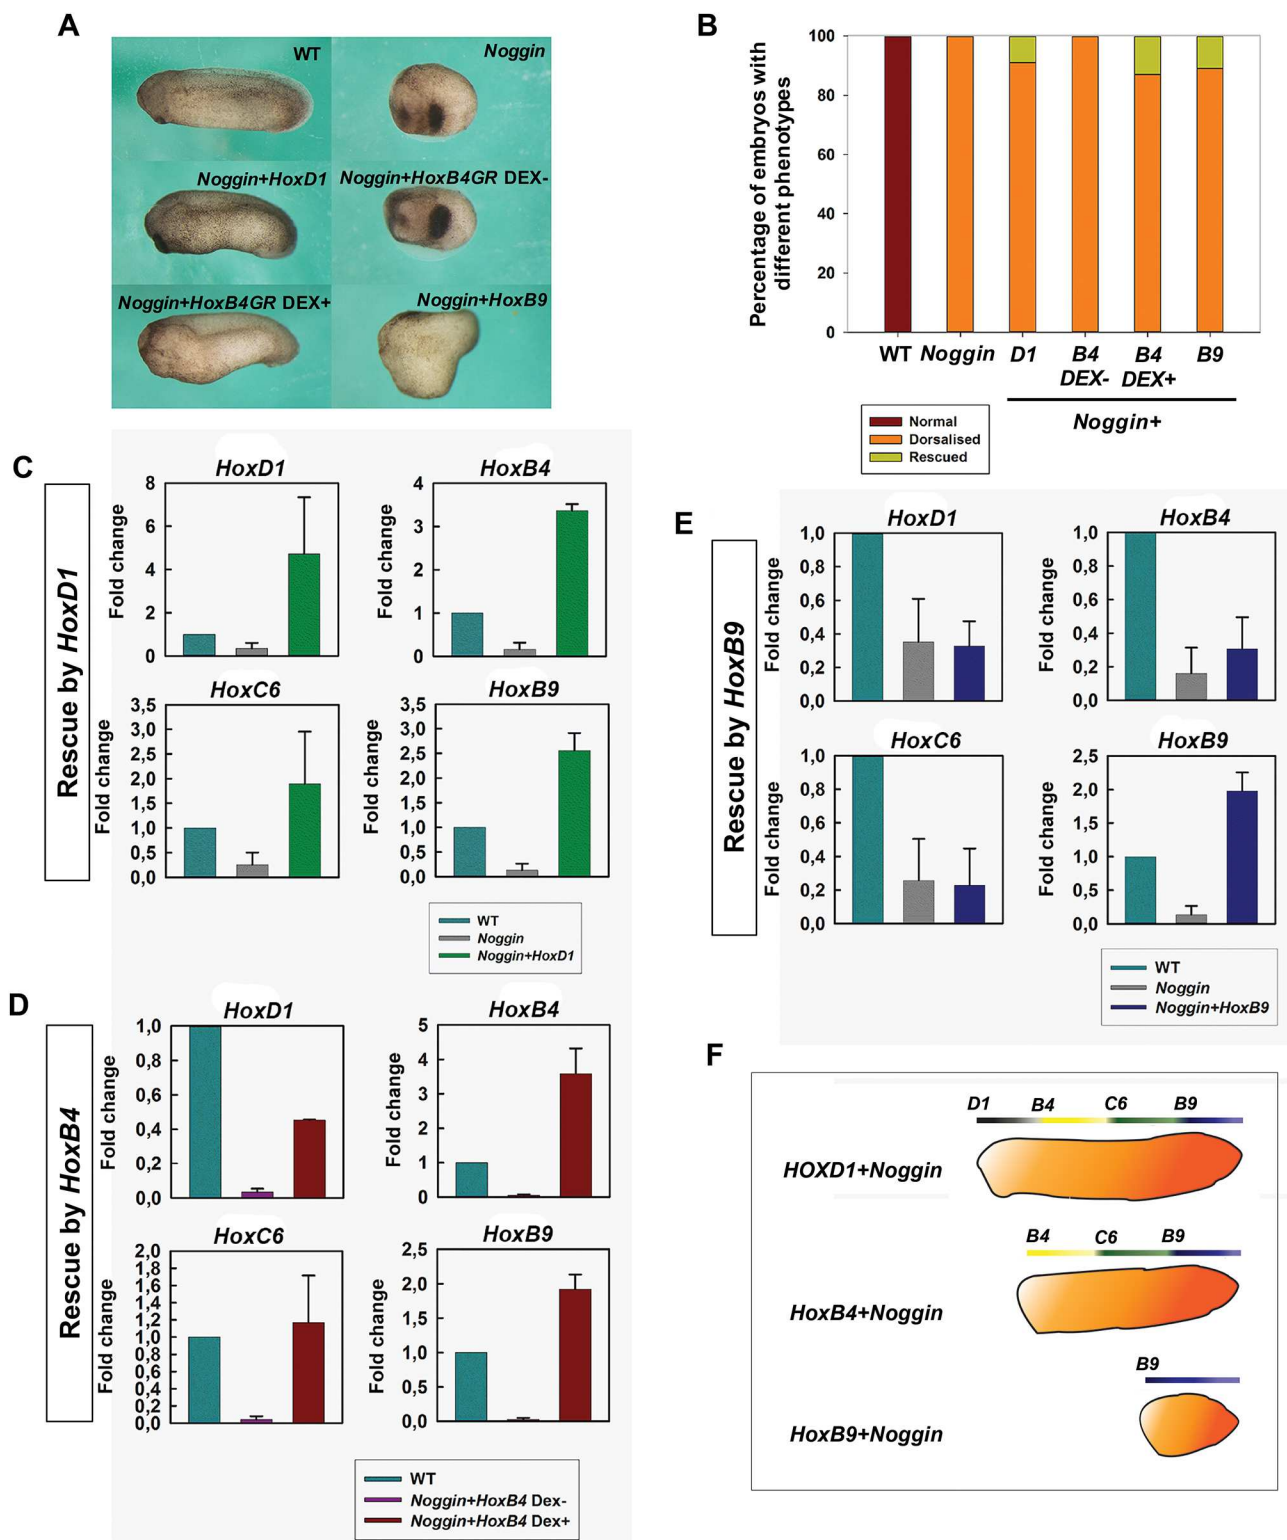 A
WT
Noggin
Noggin+HoxD1
Noggin+HoxB4GR DEX-
Noggin+HoxB4GR DEX+
Noggin+HoxB9
B
Percentage of embryos with
different phenotypes
100
80
60
40
20
0
WT
Noggin
D1
B4
DEX-
B4
DEX+
B9
Noggin+
Normal
Dorsalised
Rescued
C
Rescue by HoxD1
HoxD1
Fold change
8
6
4
2
0
HoxB4
Fold change
4
3
2
1
0
HoxC6
Fold change
3,5
3,0
2,5
2,0
1,5
1,0
0,5
0,0
HoxB9
Fold change
3,5
3,0
2,5
2,0
1,5
1,0
0,5
0,0
WT
Noggin
Noggin+HoxD1
D
Rescue by HoxB4
HoxD1
Fold change
1,0
0,8
0,6
0,4
0,2
0,0
HoxB4
Fold change
5
4
3
2
1
0
HoxC6
Fold change
2,0
1,8
1,6
1,4
1,2
1,0
0,8
0,6
0,4
0,2
0,0
HoxB9
Fold change
2,5
2,0
1,5
1,0
0,5
0,0
WT
Noggin+HoxB4 Dex-
Noggin+HoxB4 Dex+
E
Rescue by HoxB9
HoxD1
Fold change
1,0
0,8
0,6
0,4
0,2
0,0
HoxB4
Fold change
1,0
0,8
0,6
0,4
0,2
0,0
HoxC6
Fold change
1,0
0,8
0,6
0,4
0,2
0,0
HoxB9
Fold change
2,5
2,0
1,5
1,0
0,5
0,0
WT
Noggin
Noggin+HoxB9
F
D1 B4 C6 B9
HOXD1+Noggin
B4 C6 B9
HoxB4+Noggin
B9
HoxB9+Noggin